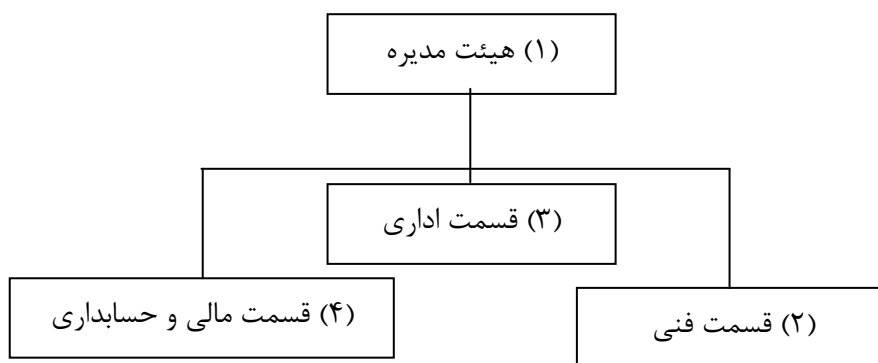 (۱) هیئت مدیره
(۳) قسمت اداری
(۲) قسمت فنی
(۴) قسمت مالی و حسابداری